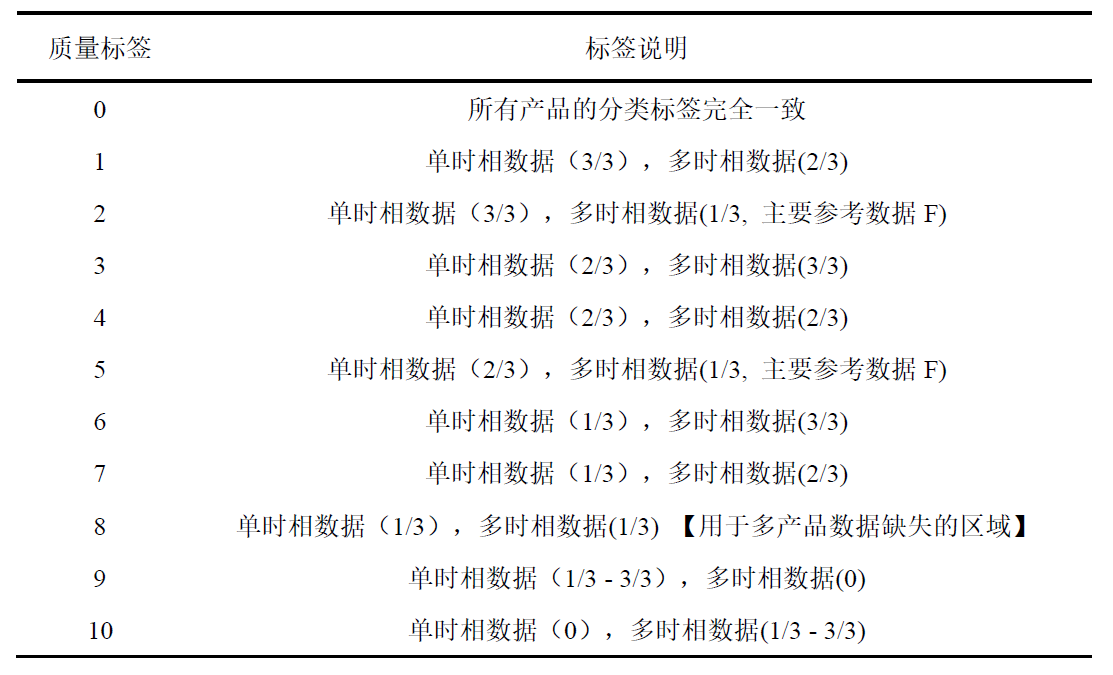 质量标签 标签说明
0 所有产品的分类标签完全一致
1 单时相数据（3/3），多时相数据(2/3)
2 单时相数据（3/3），多时相数据(1/3, 主要参考数据 F)
3 单时相数据（2/3），多时相数据(3/3)
4 单时相数据（2/3），多时相数据(2/3)
5 单时相数据（2/3），多时相数据(1/3, 主要参考数据 F)
6 单时相数据（1/3），多时相数据(3/3)
7 单时相数据（1/3），多时相数据(2/3)
8 单时相数据（1/3），多时相数据(1/3) 【用于多产品数据缺失的区域】
9 单时相数据（1/3 - 3/3），多时相数据(0)
10 单时相数据（0），多时相数据(1/3 - 3/3)